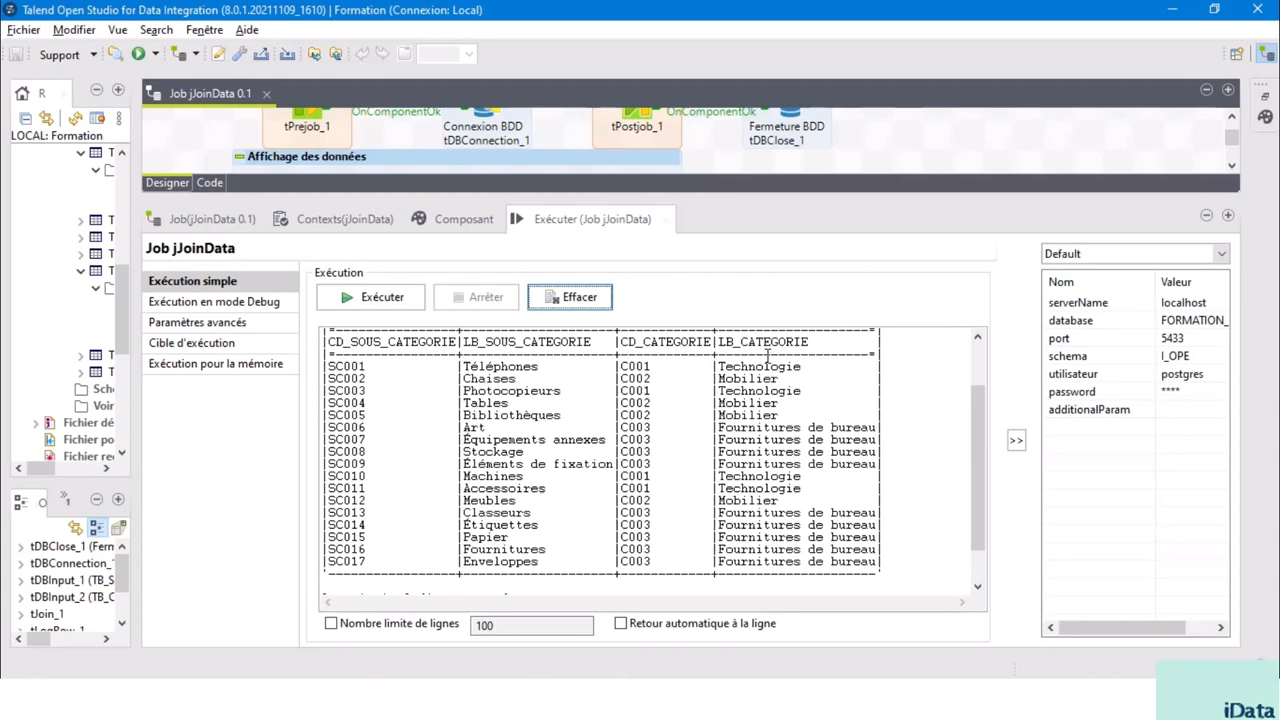 Talend Open Studio for Data Integration (8.0.1.20211109_1610) | Formation (Connexion: Local)
Fichier Modifier Vue Search Fenêtre Aide
Support
R
Job jJoinData 0.1
LOCAL: Formation
OnComponentOk OnComponentOk
tPrejob_1 Connexion BDD tPostjob_1 Fermeture BDD
tDBConnection_1 tDBClose_1
Affichage des données
Designer Code
Job(jJoinData 0.1) Contexts(jJoinData) Composant Exécuter (Job jJoinData)
Job jJoinData
Exécution simple
Exécution en mode Debug
Paramètres avancés
Cible d'exécution
Exécution pour la mémoire
Exécution
Exécuter Arrêter Effacer
|CD_SOUS_CATEGORIE|LB_SOUS_CATEGORIE |CD_CATEGORIE|LB_CATEGORIE |
|SC001 |Téléphones |C001 |Technologie |
|SC002 |Chaises |C002 |Mobilier |
|SC003 |Photocopieurs |C001 |Technologie |
|SC004 |Tables |C002 |Mobilier |
|SC005 |Bibliothèques |C002 |Mobilier |
|SC006 |Art |C003 |Fournitures de bureau|
|SC007 |Équipements annexes |C003 |Fournitures de bureau|
|SC008 |Stockage |C003 |Fournitures de bureau|
|SC009 |Éléments de fixation|C003 |Fournitures de bureau|
|SC010 |Machines |C001 |Technologie |
|SC011 |Accessoires |C001 |Technologie |
|SC012 |Meubles |C002 |Mobilier |
|SC013 |Classeurs |C003 |Fournitures de bureau|
|SC014 |Étiquettes |C003 |Fournitures de bureau|
|SC015 |Papier |C003 |Fournitures de bureau|
|SC016 |Fournitures |C003 |Fournitures de bureau|
|SC017 |Enveloppes |C003 |Fournitures de bureau|
Nombre limite de lignes 100 Retour automatique à la ligne
>>
Default
Nom Valeur
serverName localhost
database FORMATION_
port 5433
schema I_OPE
utilisateur postgres
password ****
additionalParam
T
T
T
T
T
T
T
Sche
Voir
Fichier dé
Fichier po
Fichier re
»1
tDBClose_1 (Ferm
tDBConnection_1
tDBInput_1 (TB_S
tDBInput_2 (TB_C
tJoin_1
iData